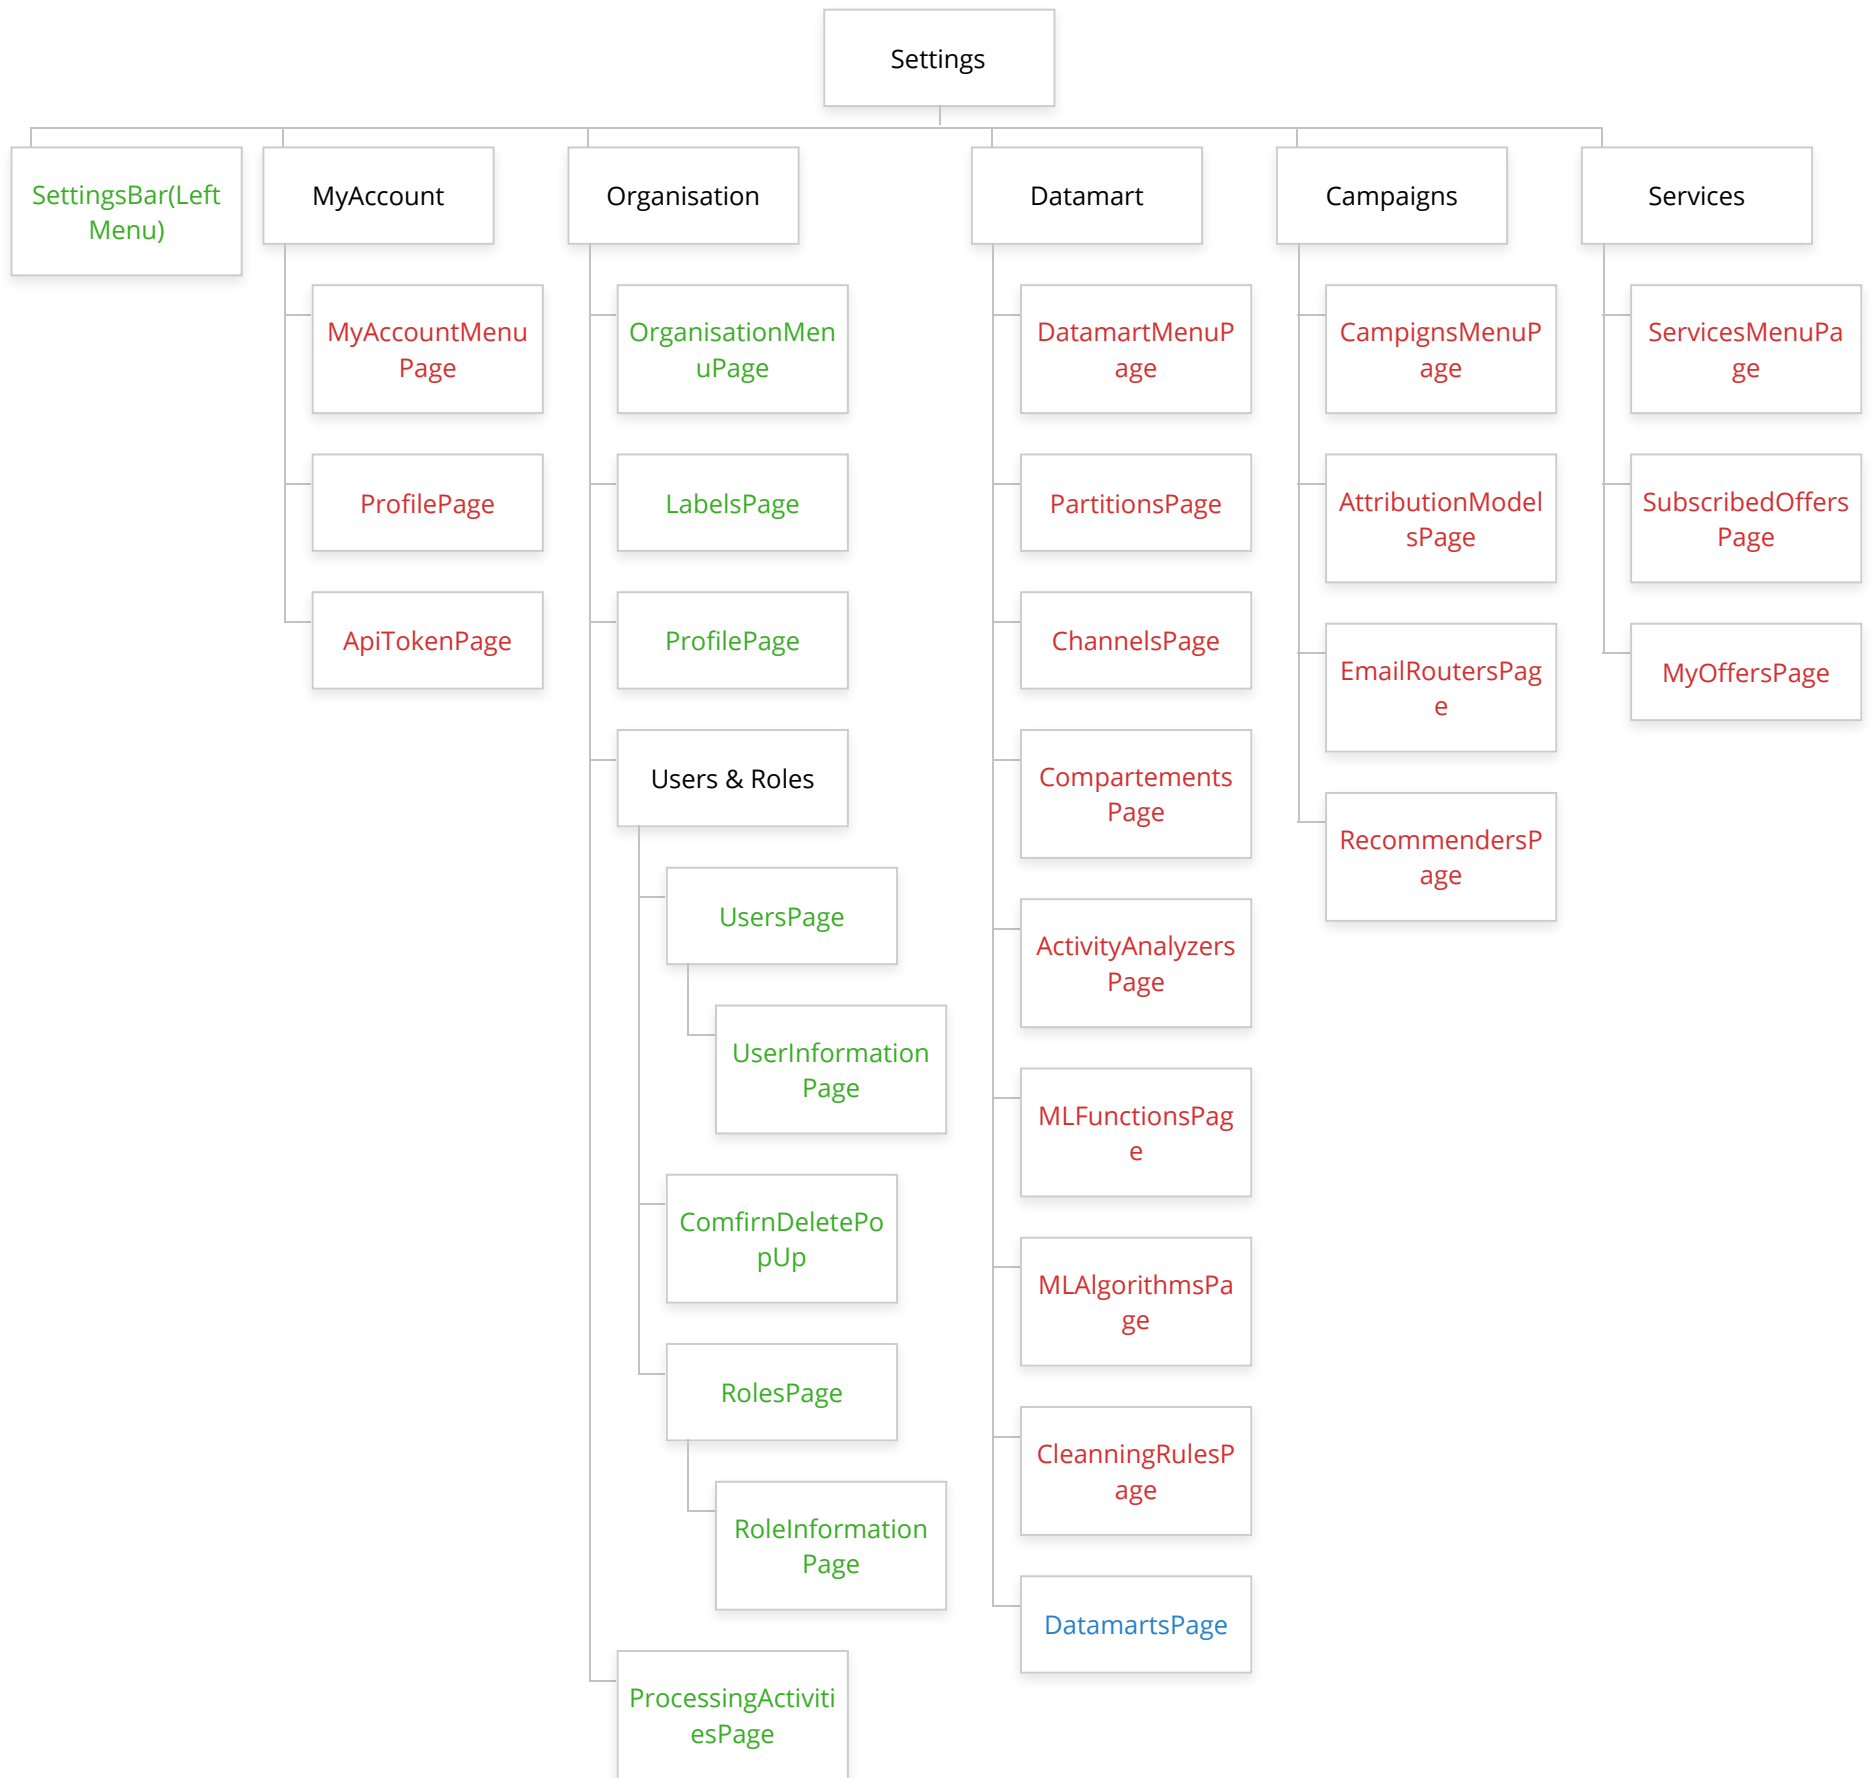 Settings
SettingsBar(Left
Menu)
MyAccount
MyAccountMenu
Page
ProfilePage
ApiTokenPage
Organisation
OrganisationMen
uPage
LabelsPage
ProfilePage
Users & Roles
UsersPage
UserInformation
Page
ComfirnDeletePo
pUp
RolesPage
RoleInformation
Page
ProcessingActiviti
esPage
Datamart
DatamartMenuP
age
PartitionsPage
ChannelsPage
Compartements
Page
ActivityAnalyzers
Page
MLFunctionsPag
e
MLAlgorithmsPa
ge
CleanningRulesP
age
DatamartsPage
Campaigns
CampignsMenuP
age
AttributionModel
sPage
EmailRoutersPag
e
RecommendersP
age
Services
ServicesMenuPa
ge
SubscribedOffers
Page
MyOffersPage